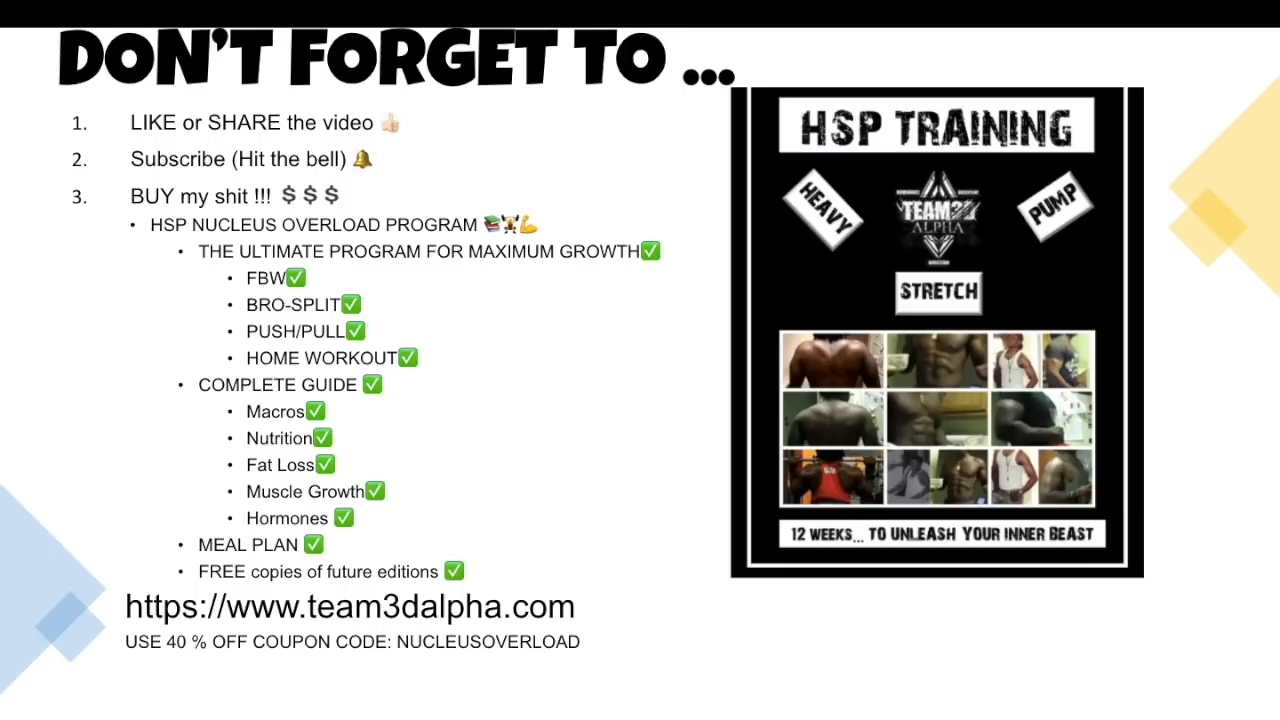 DON'T FORGET TO ...
1. LIKE or SHARE the video 👍🏻
2. Subscribe (Hit the bell) 🔔
3. BUY my shit !!! $ $ $
• HSP NUCLEUS OVERLOAD PROGRAM 📚🏋🏿💪
• THE ULTIMATE PROGRAM FOR MAXIMUM GROWTH✅
• FBW✅
• BRO-SPLIT✅
• PUSH/PULL✅
• HOME WORKOUT✅
• COMPLETE GUIDE ✅
• Macros✅
• Nutrition✅
• Fat Loss✅
• Muscle Growth✅
• Hormones ✅
• MEAL PLAN ✅
• FREE copies of future editions ✅
https://www.team3dalpha.com
USE 40 % OFF COUPON CODE: NUCLEUSOVERLOAD
HSP TRAINING
HEAVY
TEAM3D
ALPHA
PUMP
STRETCH
12 WEEKS... TO UNLEASH YOUR INNER BEAST